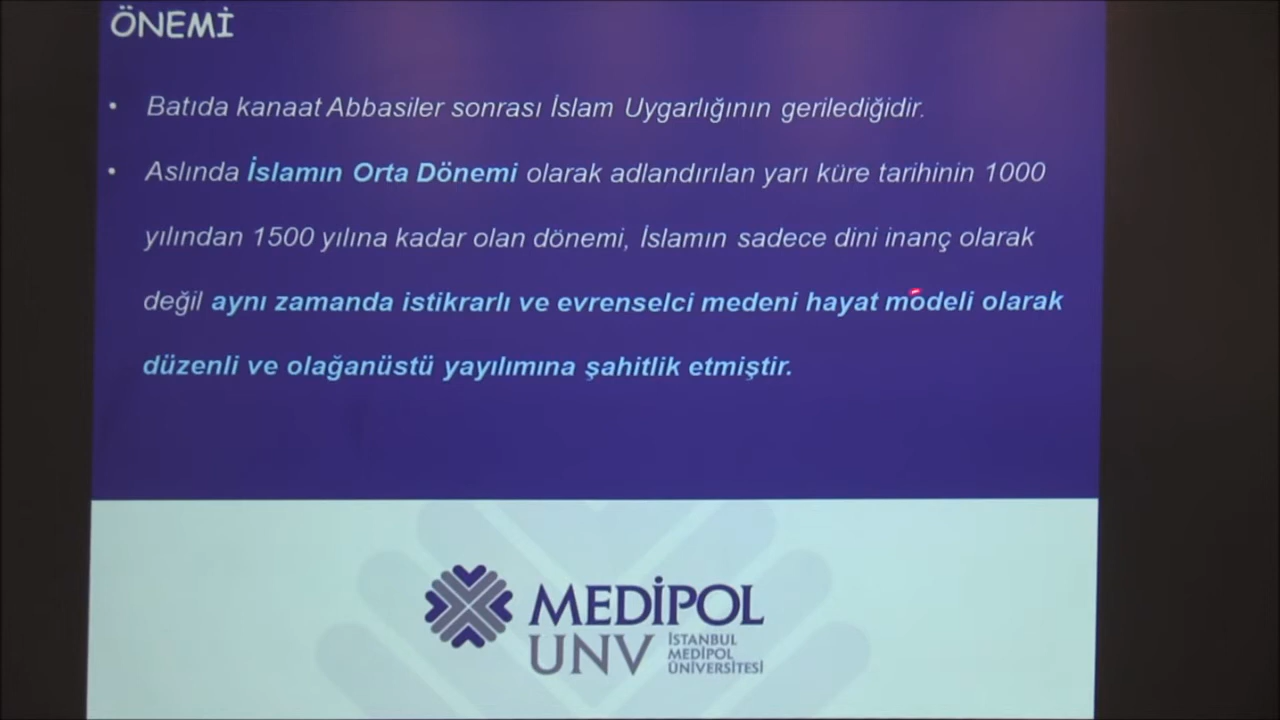 ÖNEMİ
• Batıda kanaat Abbasiler sonrası İslam Uygarlığının gerilediğidir.
• Aslında İslamın Orta Dönemi olarak adlandırılan yarı küre tarihinin 1000
yılından 1500 yılına kadar olan dönemi, İslamın sadece dini inanç olarak
değil aynı zamanda istikrarlı ve evrenselci medeni hayat modeli olarak
düzenli ve olağanüstü yayılımına şahitlik etmiştir.
MEDİPOL
UNV
İSTANBUL
MEDİPOL
ÜNİVERSİTESİ